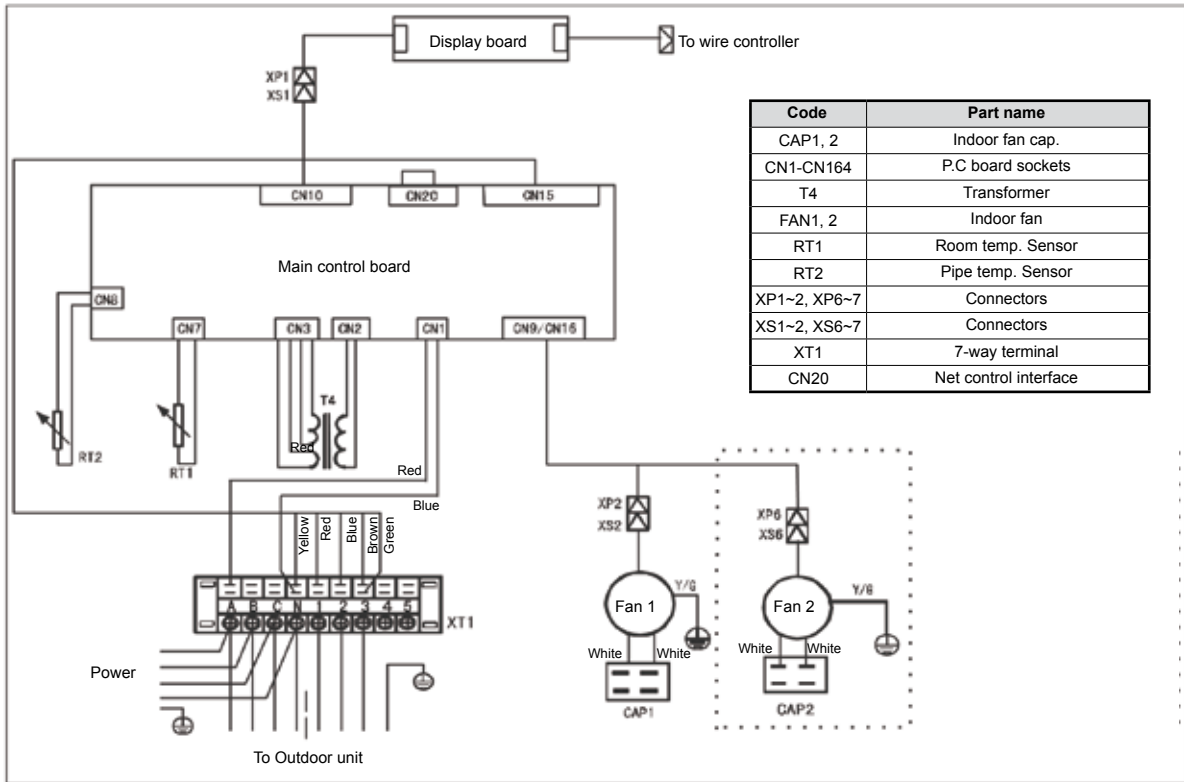 Display board
To wire controller
XP1
XS1
Code Part name
CAP1, 2 Indoor fan cap.
CN1-CN164 P.C board sockets
T4 Transformer
FAN1, 2 Indoor fan
RT1 Room temp. Sensor
RT2 Pipe temp. Sensor
XP1~2, XP6~7 Connectors
XS1~2, XS6~7 Connectors
XT1 7-way terminal
CN20 Net control interface
CN10 CN20 CN15
Main control board
CN8
CN7 CN3 CN2 CN1 CN9/CN16
T4
Red
RT2
RT1
Red
Blue
Yellow
Red
Blue
Brown
Green
XP2
XS2
XP6
XS6
Fan 1
Y/G
Fan 2
Y/G
A B C N 1 2 3 4 5
XT1
White White
White White
Power
CAP1
CAP2
To Outdoor unit